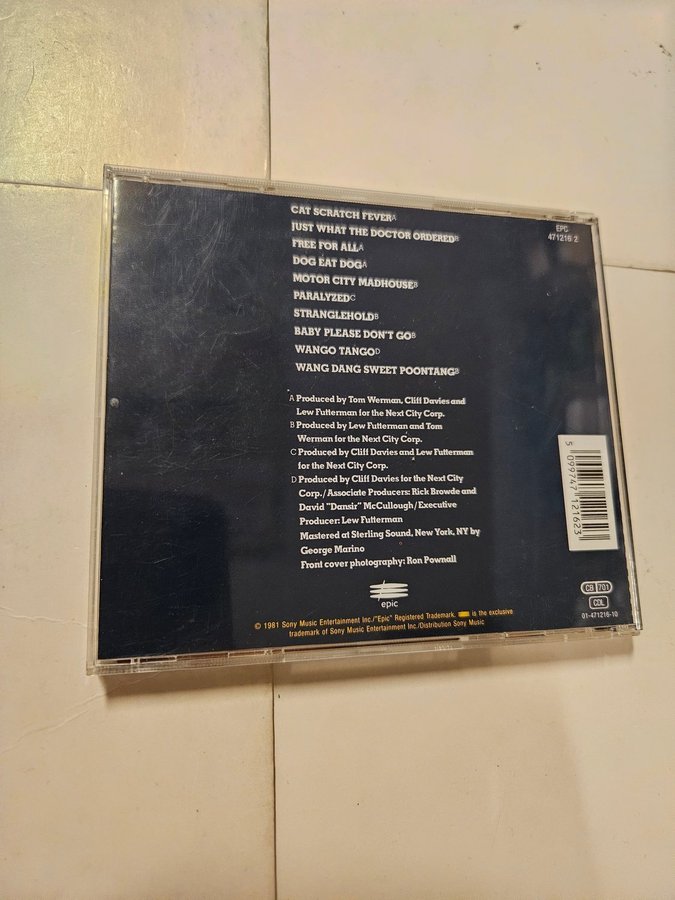 CAT SCRATCH FEVERA
JUST WHAT THE DOCTOR ORDEREDB
FREE FOR ALLA
DOG EAT DOGA
MOTOR CITY MADHOUSEB
PARALYZEDC
STRANGLEHOLDB
BABY PLEASE DON'T GOB
WANGO TANGOD
WANG DANG SWEET POONTANGB
EPC
471216 2
A Produced by Tom Werman, Cliff Davies and
Lew Futterman for the Next City Corp.
B Produced by Lew Futterman and Tom
Werman for the Next City Corp.
C Produced by Cliff Davies and Lew Futterman
for the Next City Corp.
D Produced by Cliff Davies for the Next City
Corp./Associate Producers: Rick Browde and
David "Dansir" McCullough/Executive
Producer: Lew Futterman
Mastered at Sterling Sound, New York, NY by
George Marino
Front cover photography: Ron Pownall
5 099747 121623
epic
CB 701
CDL
01-471216-10
© 1981 Sony Music Entertainment Inc./"Epic" Registered Trademark. is the exclusive
trademark of Sony Music Entertainment Inc./Distribution Sony Music